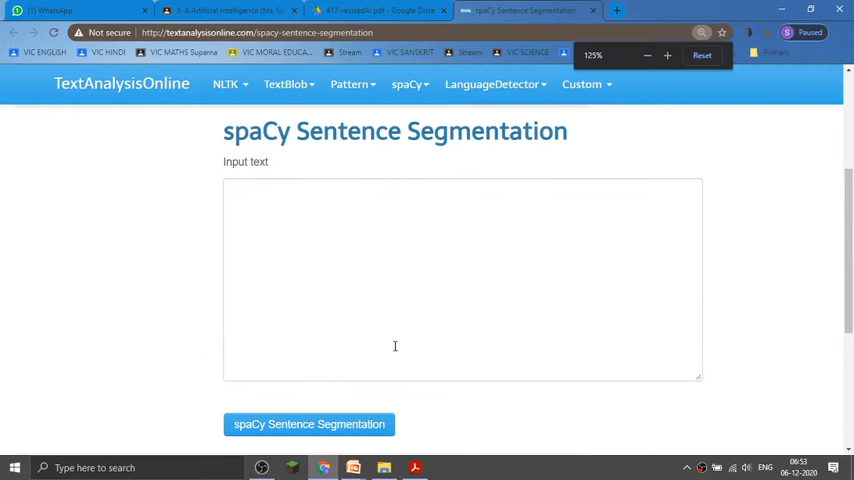 (1) WhatsApp
X-A Artificial Intelligence (Ms. Su
417-revisedAI.pdf - Google Drive
spaCy Sentence Segmentation
Not secure
http://textanalysisonline.com/spacy-sentence-segmentation
S Paused
VIC ENGLISH
VIC HINDI
VIC MATHS Suparna
VIC MORAL EDUCA...
Stream
VIC SANSKRIT
Stream
VIC SCIENCE
Primary
125%
Reset
TextAnalysisOnline
NLTK
TextBlob
Pattern
spaCy
LanguageDetector
Custom
spaCy Sentence Segmentation
Input text
spaCy Sentence Segmentation
Type here to search
ENG
06:53
06-12-2020